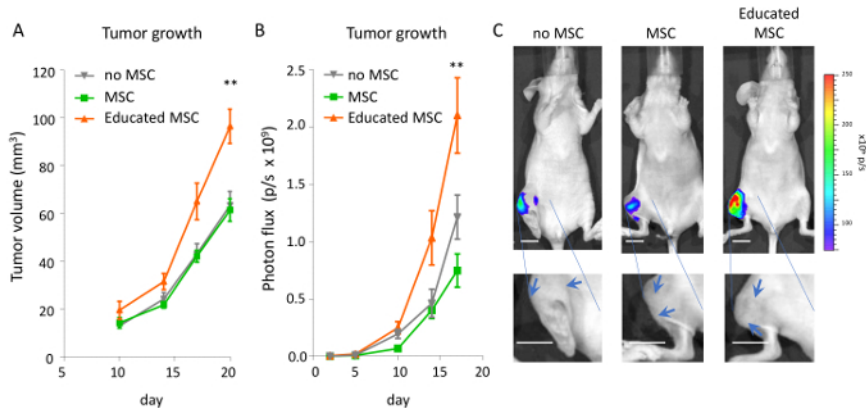 A
Tumor growth
120
100
80
60
40
20
0
5
10
15
20
Tumor volume (mm³)
day
no MSC
MSC
Educated MSC
**
B
Tumor growth
2.5
2.0
1.5
1.0
0.5
0.0
0
5
10
15
20
Photon flux (p/s x 10⁹)
day
no MSC
MSC
Educated MSC
**
C
no MSC
MSC
Educated
MSC
250
200
150
100